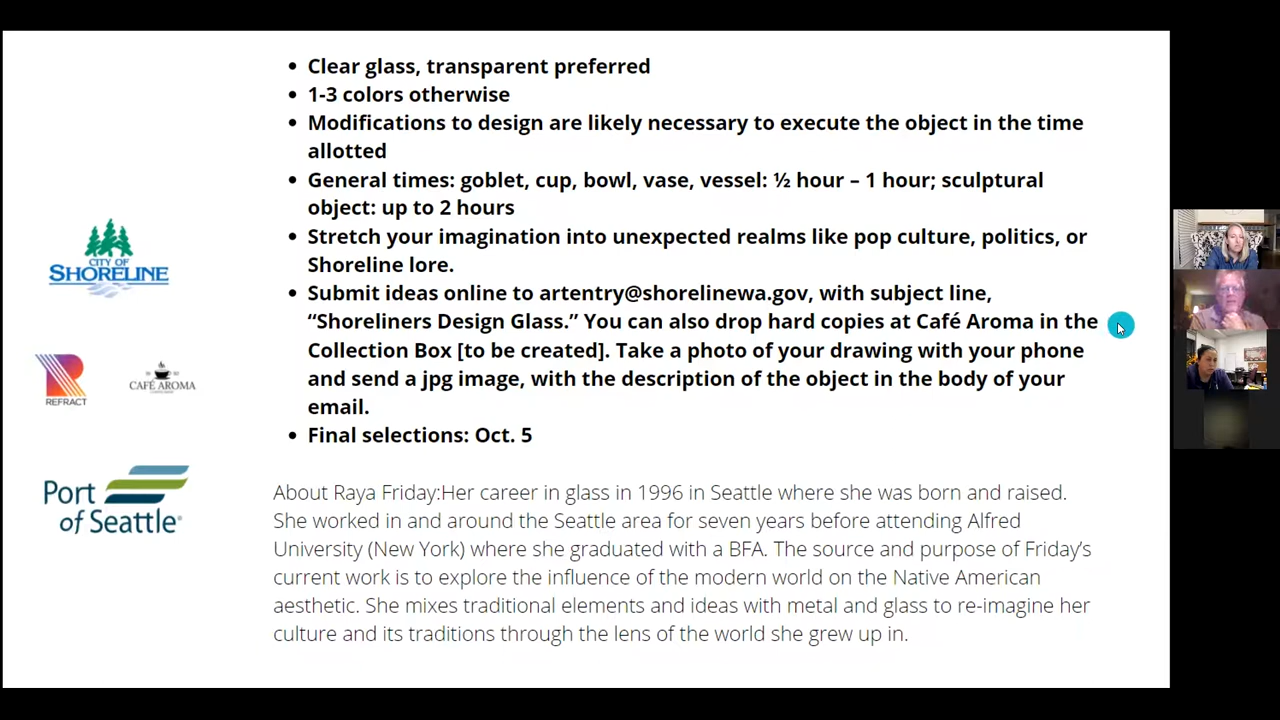 Clear glass, transparent preferred
1-3 colors otherwise
Modifications to design are likely necessary to execute the object in the time
allotted
General times: goblet, cup, bowl, vase, vessel: ½ hour – 1 hour; sculptural
object: up to 2 hours
Stretch your imagination into unexpected realms like pop culture, politics, or
Shoreline lore.
Submit ideas online to artentry@shorelinewa.gov, with subject line,
“Shoreliners Design Glass.” You can also drop hard copies at Café Aroma in the
Collection Box [to be created]. Take a photo of your drawing with your phone
and send a jpg image, with the description of the object in the body of your
email.
Final selections: Oct. 5
About Raya Friday:Her career in glass in 1996 in Seattle where she was born and raised.
She worked in and around the Seattle area for seven years before attending Alfred
University (New York) where she graduated with a BFA. The source and purpose of Friday’s
current work is to explore the influence of the modern world on the Native American
aesthetic. She mixes traditional elements and ideas with metal and glass to re-imagine her
culture and its traditions through the lens of the world she grew up in.
CITY OF
SHORELINE
REFRACT
CAFÉ AROMA
Port
of Seattle